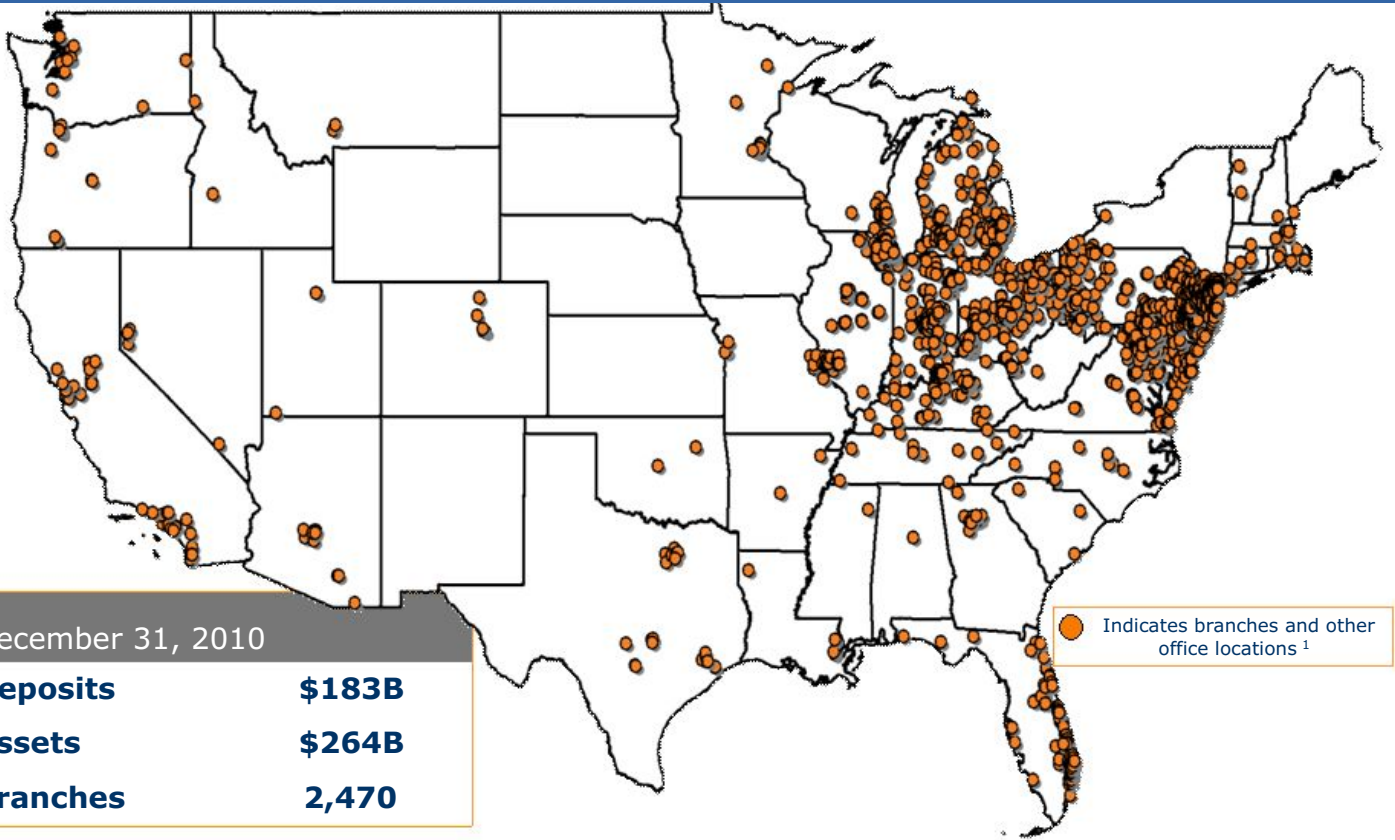 ecember 31, 2010
eposits $183B
ssets $264B
ranches 2,470
Indicates branches and other
office locations 1